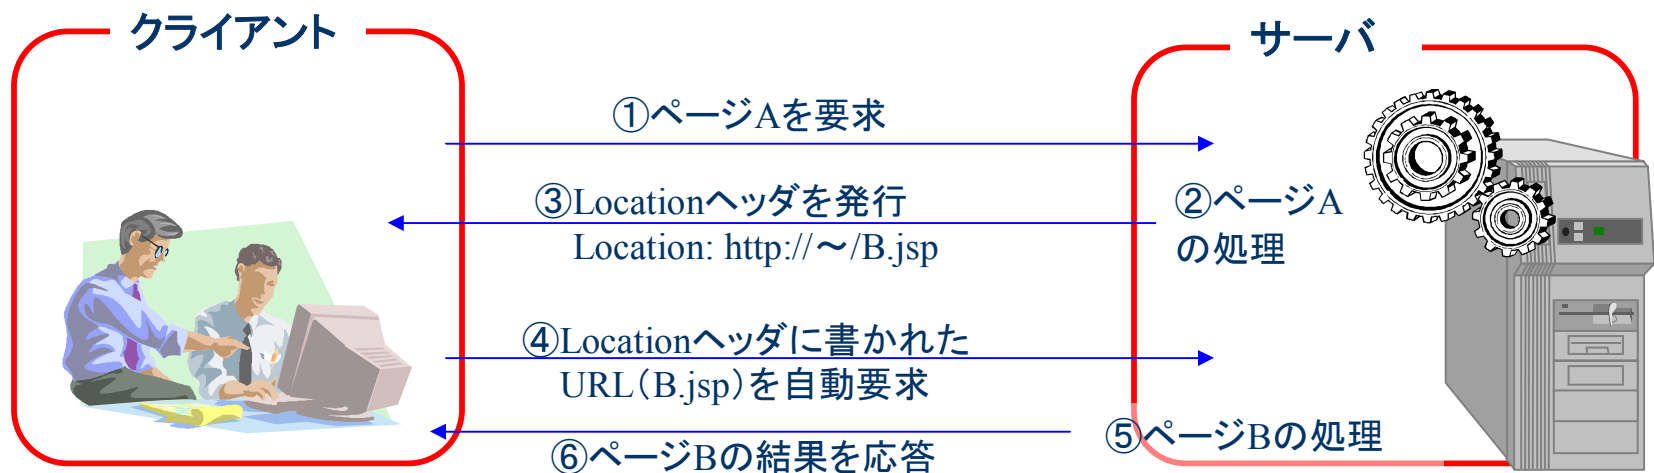 クライアント
サーバ
①ページAを要求
②ページA
の処理
③Locationヘッダを発行
Location: http://～/B.jsp
④Locationヘッダに書かれた
URL（B.jsp）を自動要求
⑤ページBの処理
⑥ページBの結果を応答